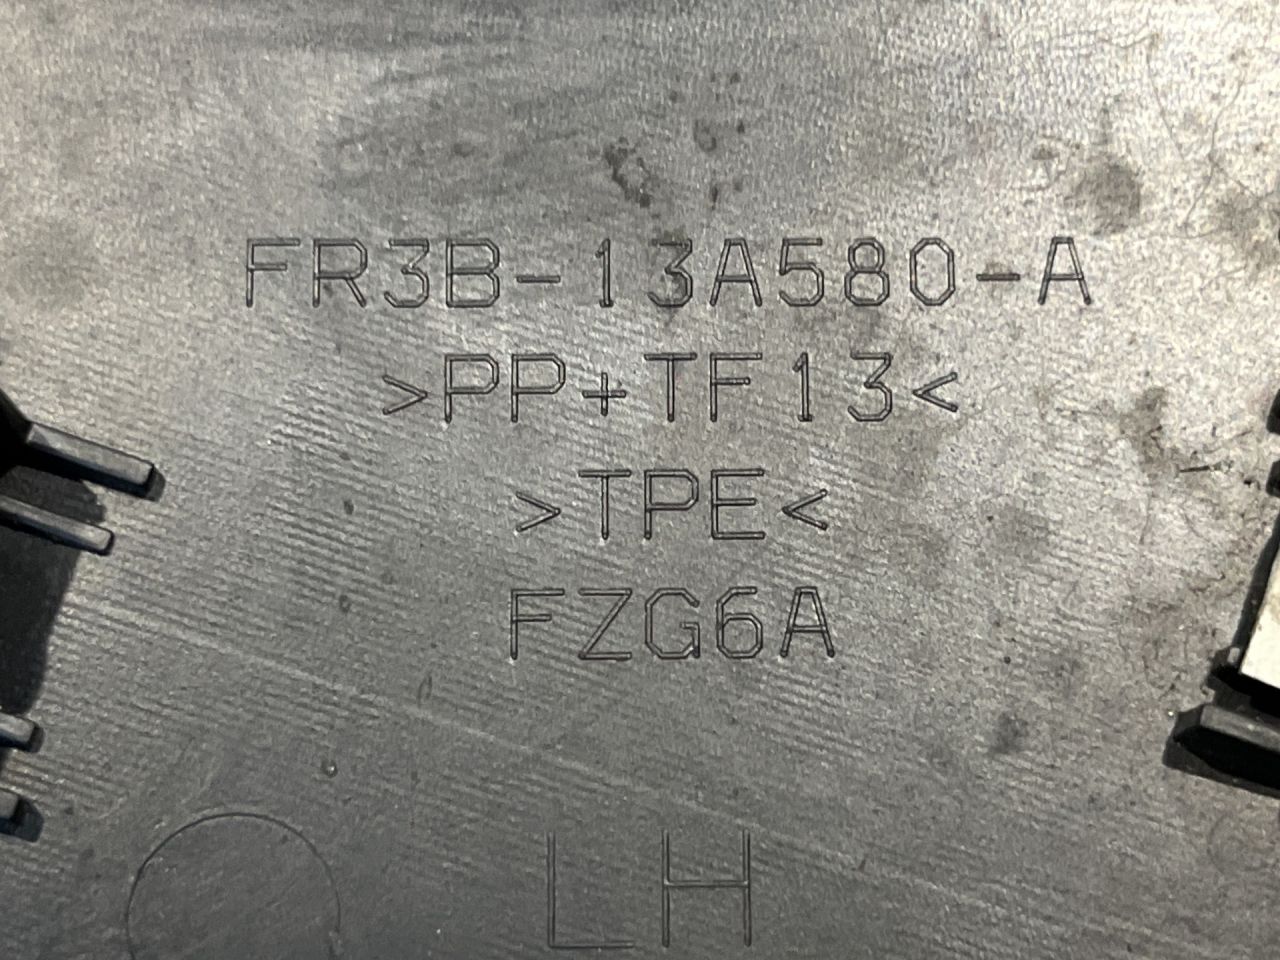 FR3B-13A580-A
>PP+TF13<
>TPE<
FZG6A
LH